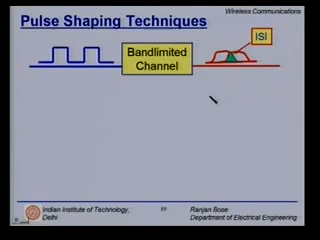 Wireless Communications
Pulse Shaping Techniques
ISI
Bandlimited
Channel
Indian Institute of Technology,
Delhi
89
Ranjan Bose
Department of Electrical Engineering